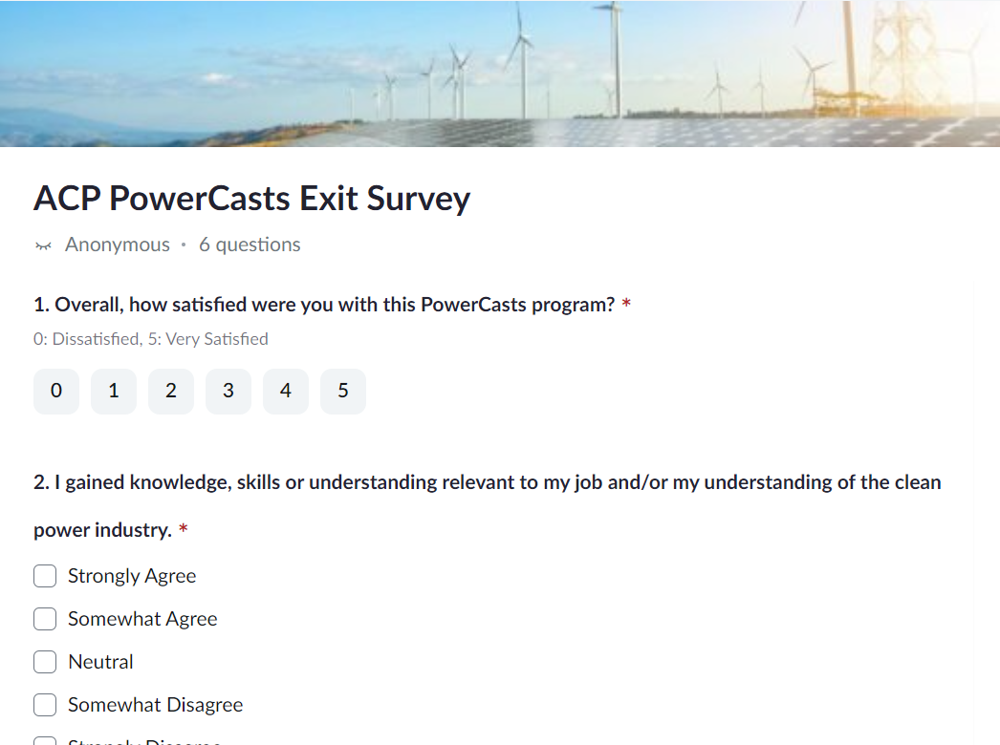 ACP PowerCasts Exit Survey
Anonymous • 6 questions
1. Overall, how satisfied were you with this PowerCasts program? *
0: Dissatisfied, 5: Very Satisfied
0 1 2 3 4 5
2. I gained knowledge, skills or understanding relevant to my job and/or my understanding of the clean
power industry. *
Strongly Agree
Somewhat Agree
Neutral
Somewhat Disagree